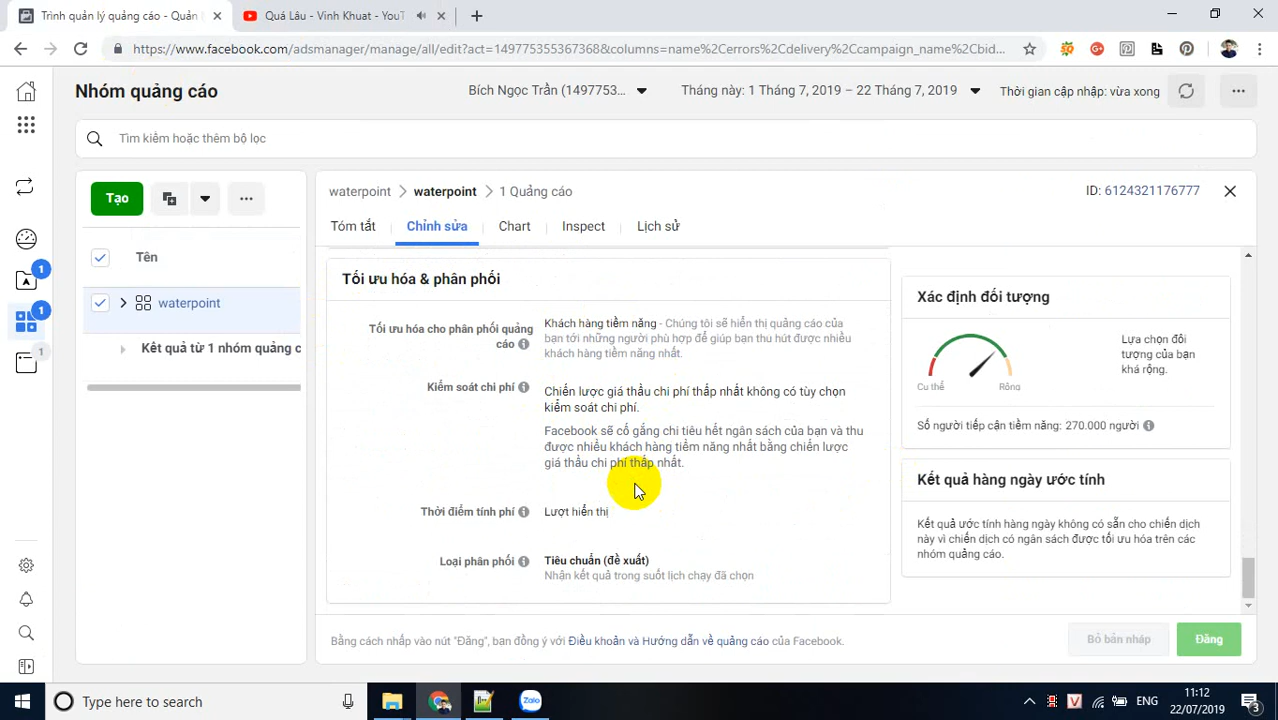 Trình quản lý quảng cáo - Quản
Quá Lâu - Vinh Khuat - YouT
https://www.facebook.com/adsmanager/manage/all/edit?act=149775355367368&columns=name%2Cerrors%2Cdelivery%2Ccampaign_name%2Cbid...
Nhóm quảng cáo
Bích Ngọc Trần (1497753...
Tháng này: 1 Tháng 7, 2019 – 22 Tháng 7, 2019
Thời gian cập nhập: vừa xong
Tìm kiếm hoặc thêm bộ lọc
Tạo
waterpoint
waterpoint
1 Quảng cáo
ID: 6124321176777
Tóm tắt
Chỉnh sửa
Chart
Inspect
Lịch sử
Tên
1
waterpoint
1
Kết quả từ 1 nhóm quảng c
1
Tối ưu hóa & phân phối
Tối ưu hóa cho phân phối quảng
cáo
Khách hàng tiềm năng - Chúng tôi sẽ hiển thị quảng cáo của
bạn tới những người phù hợp để giúp bạn thu hút được nhiều
khách hàng tiềm năng nhất.
Kiểm soát chi phí
Chiến lược giá thầu chi phí thấp nhất không có tùy chọn
kiểm soát chi phí.
Facebook sẽ cố gắng chi tiêu hết ngân sách của bạn và thu
được nhiều khách hàng tiềm năng nhất bằng chiến lược
giá thầu chi phí thấp nhất.
Thời điểm tính phí
Lượt hiển thị
Loại phân phối
Tiêu chuẩn (đề xuất)
Nhận kết quả trong suốt lịch chạy đã chọn
Xác định đối tượng
Lựa chọn đối
tượng của bạn
khá rộng.
Cụ thể
Rộng
Số người tiếp cận tiềm năng: 270.000 người
Kết quả hàng ngày ước tính
Kết quả ước tính hàng ngày không có sẵn cho chiến dịch
này vì chiến dịch có ngân sách được tối ưu hóa trên các
nhóm quảng cáo.
Bằng cách nhấp vào nút "Đăng", bạn đồng ý với Điều khoản và Hướng dẫn về quảng cáo của Facebook.
Bỏ bản nháp
Đăng
Type here to search
Zalo
V
ENG
11:12
22/07/2019
3